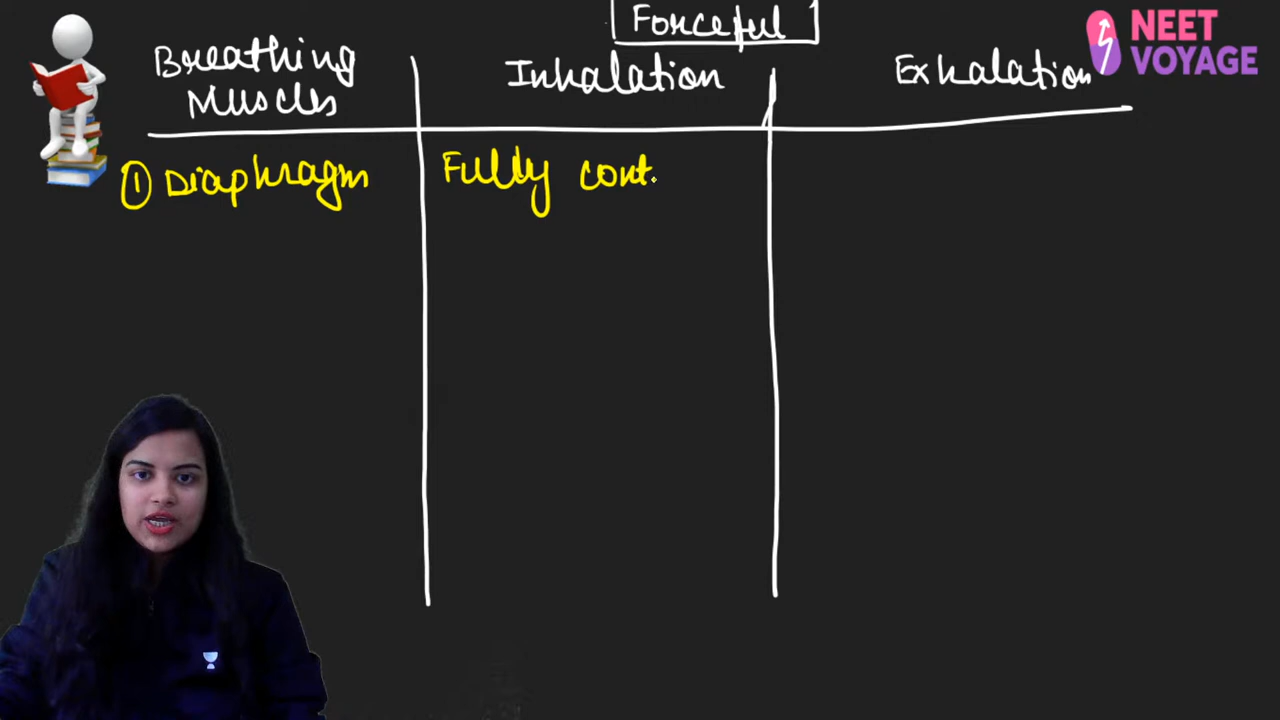 Forceful
NEET
VOYAGE
Breathing
Muscles
Inhalation
Exhalation
① Diaphragm
Fully cont.